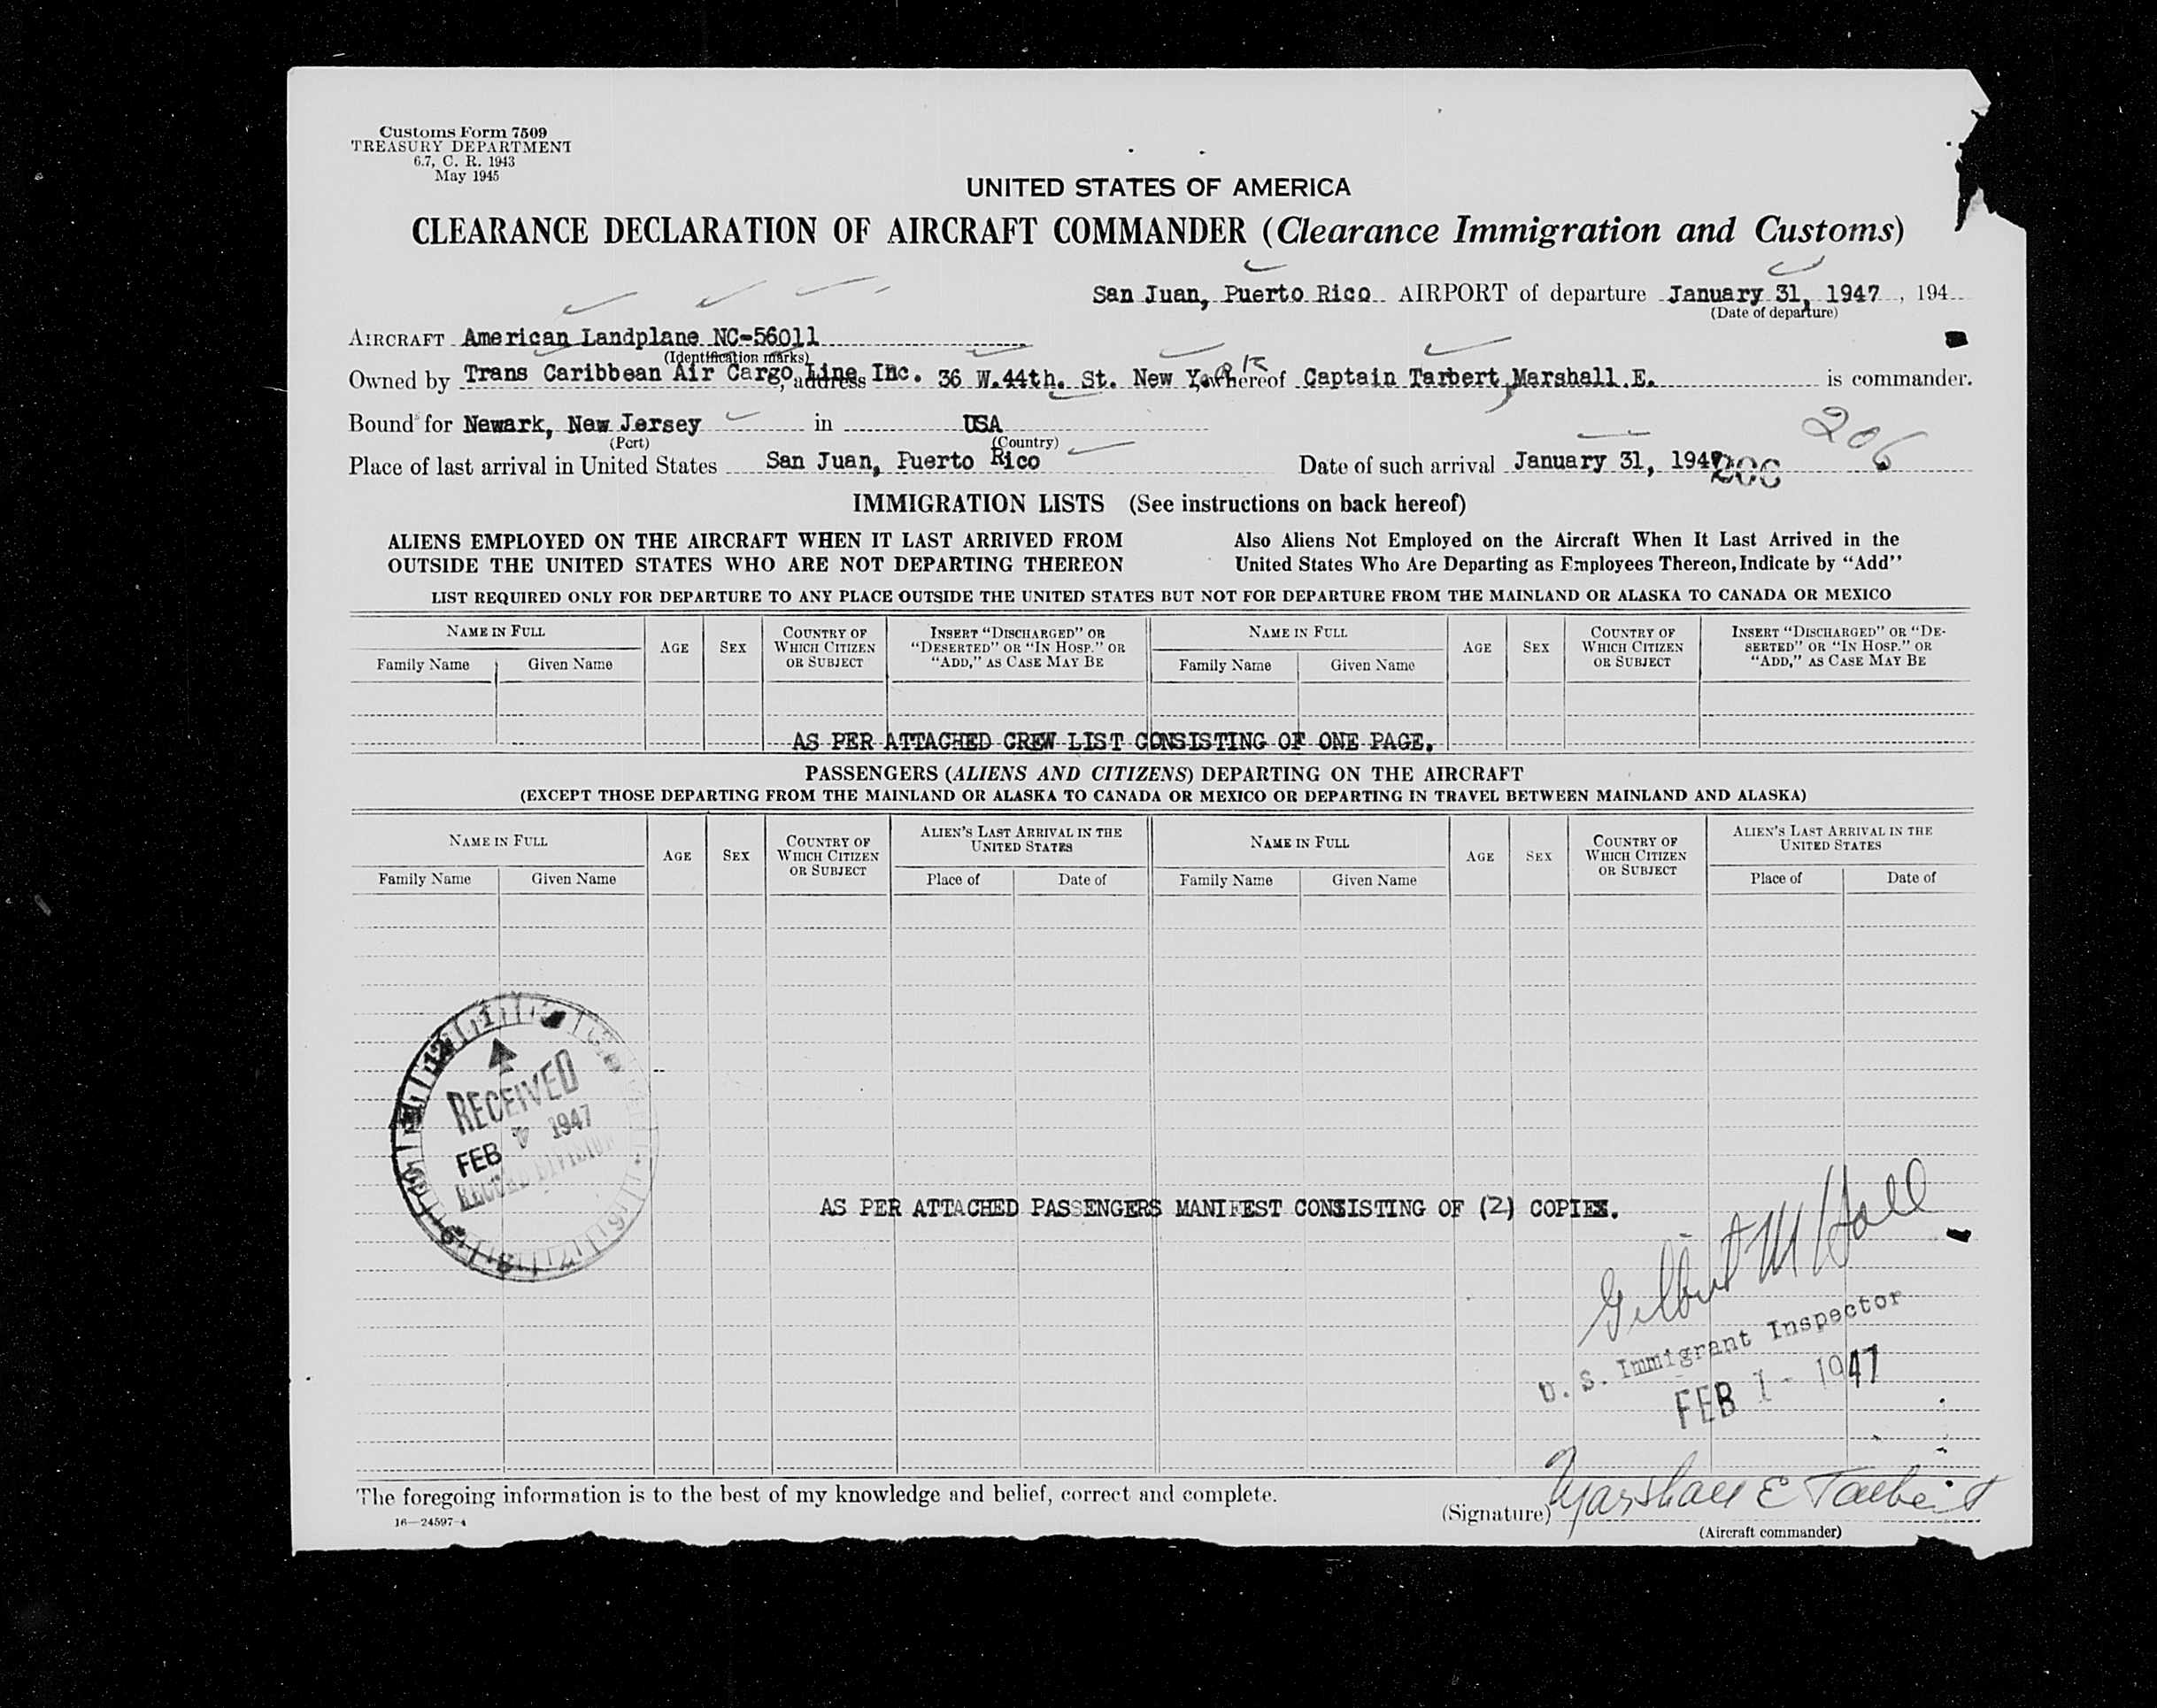 Customs Form 7509
TREASURY DEPARTMENT
6.7, C. R. 1943
May 1945
UNITED STATES OF AMERICA
CLEARANCE DECLARATION OF AIRCRAFT COMMANDER (Clearance Immigration and Customs)
San Juan, Puerto Rico AIRPORT of departure January 31, 1947, 194
(Date of departure)
AIRCRAFT American Landplane NC-56011
(Identification marks)
Owned by Trans Caribbean Air Cargo Line Inc. , address 36 W.44th. St. New York whereof Captain Tarbert, Marshall E. is commander.
Bound for Newark, New Jersey in USA
206
(Port) (Country)
Place of last arrival in United States San Juan, Puerto Rico Date of such arrival January 31, 1947 206
IMMIGRATION LISTS (See instructions on back hereof)
ALIENS EMPLOYED ON THE AIRCRAFT WHEN IT LAST ARRIVED FROM
OUTSIDE THE UNITED STATES WHO ARE NOT DEPARTING THEREON
Also Aliens Not Employed on the Aircraft When It Last Arrived in the
United States Who Are Departing as Employees Thereon, Indicate by “Add”
LIST REQUIRED ONLY FOR DEPARTURE TO ANY PLACE OUTSIDE THE UNITED STATES BUT NOT FOR DEPARTURE FROM THE MAINLAND OR ALASKA TO CANADA OR MEXICO
NAME IN FULL
Family Name Given Name
AGE
SEX
COUNTRY OF
WHICH CITIZEN
OR SUBJECT
INSERT “DISCHARGED” OR
“DESERTED” OR “IN HOSP.” OR
“ADD,” AS CASE MAY BE
NAME IN FULL
Family Name Given Name
AGE
SEX
COUNTRY OF
WHICH CITIZEN
OR SUBJECT
INSERT “DISCHARGED” OR “DE-
SERTED” OR “IN HOSP.” OR
“ADD,” AS CASE MAY BE
AS PER ATTACHED CREW LIST CONSISTING OF ONE PAGE.
PASSENGERS (ALIENS AND CITIZENS) DEPARTING ON THE AIRCRAFT
(EXCEPT THOSE DEPARTING FROM THE MAINLAND OR ALASKA TO CANADA OR MEXICO OR DEPARTING IN TRAVEL BETWEEN MAINLAND AND ALASKA)
NAME IN FULL
Family Name Given Name
AGE
SEX
COUNTRY OF
WHICH CITIZEN
OR SUBJECT
ALIEN'S LAST ARRIVAL IN THE
UNITED STATES
Place of Date of
NAME IN FULL
Family Name Given Name
AGE
SEX
COUNTRY OF
WHICH CITIZEN
OR SUBJECT
ALIEN'S LAST ARRIVAL IN THE
UNITED STATES
Place of Date of
RECEIVED
FEB 1947
RECORD DIVISION
AS PER ATTACHED PASSENGERS MANIFEST CONSISTING OF (2) COPIES.
Gilbert M Hall
U. S. Immigrant Inspector
FEB 1 - 1947
The foregoing information is to the best of my knowledge and belief, correct and complete.
16—24597-4
(Signature) Marshall E Tarbert
(Aircraft commander)